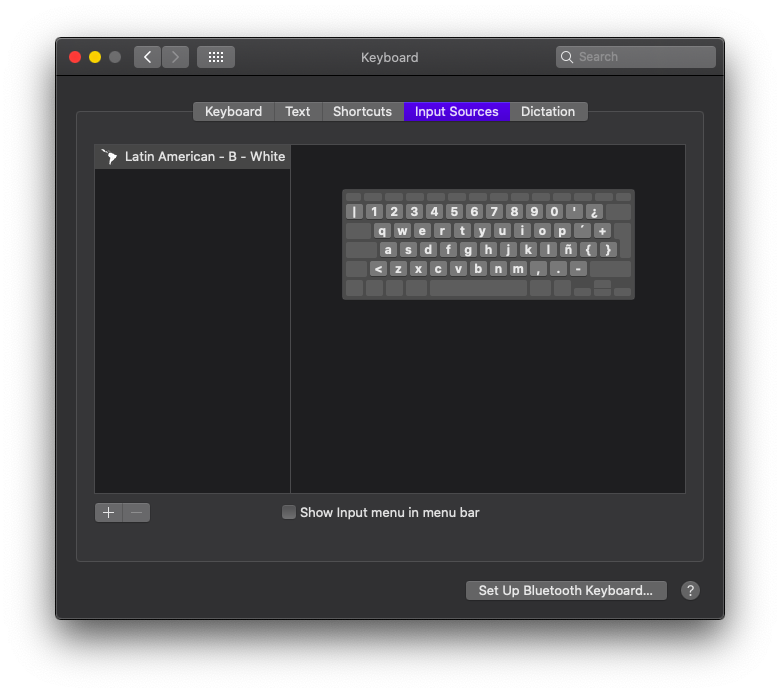 Keyboard
Search
Keyboard Text Shortcuts Input Sources Dictation
Latin American - B - White
| 1 2 3 4 5 6 7 8 9 0 ' ¿
q w e r t y u i o p ´ +
a s d f g h j k l ñ { }
< z x c v b n m , . -
+ −
Show Input menu in menu bar
Set Up Bluetooth Keyboard... ?